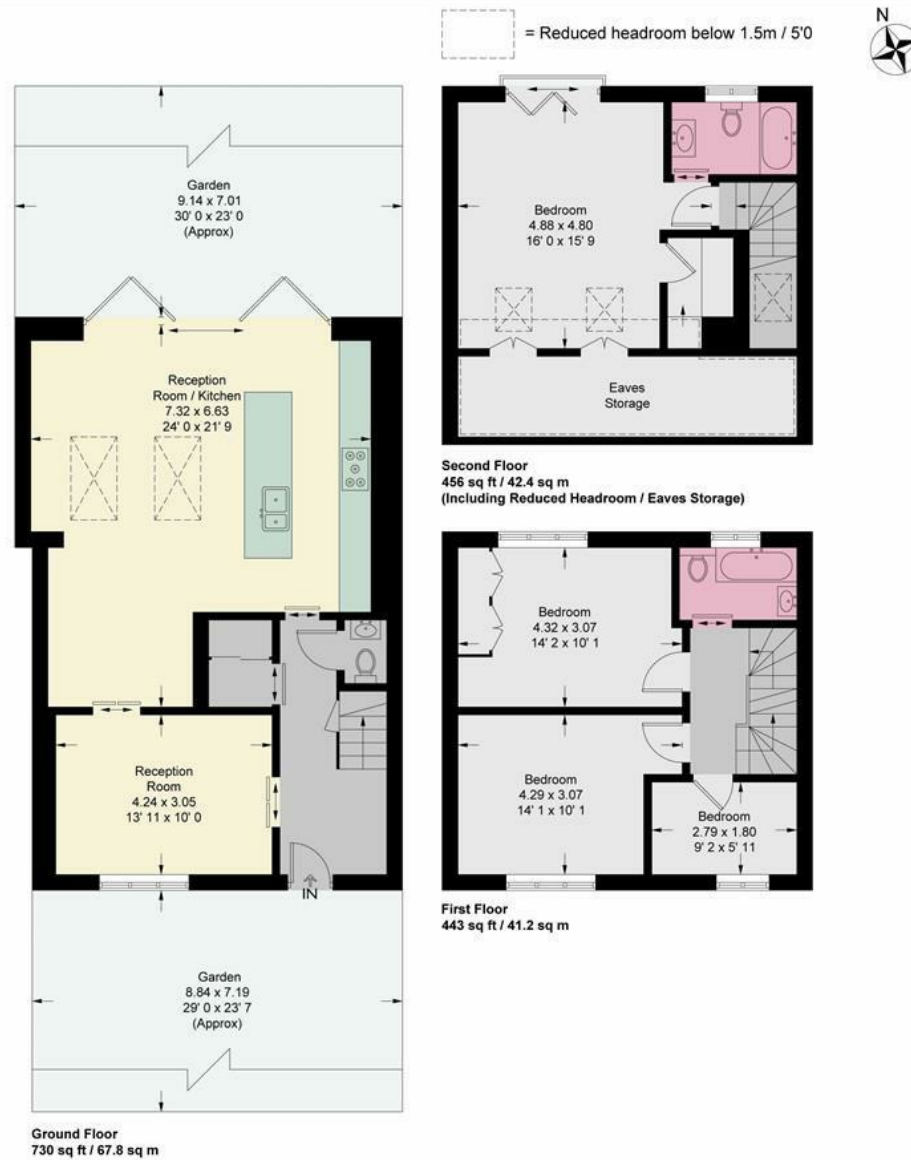 = Reduced headroom below 1.5m / 5'0
N
Garden
9.14 x 7.01
30' 0 x 23' 0
(Approx)
Reception
Room / Kitchen
7.32 x 6.63
24' 0 x 21' 9
Reception
Room
4.24 x 3.05
13' 11 x 10' 0
IN
Garden
8.84 x 7.19
29' 0 x 23' 7
(Approx)
Ground Floor
730 sq ft / 67.8 sq m
Bedroom
4.88 x 4.80
16' 0 x 15' 9
Eaves
Storage
Second Floor
456 sq ft / 42.4 sq m
(Including Reduced Headroom / Eaves Storage)
Bedroom
4.32 x 3.07
14' 2 x 10' 1
Bedroom
4.29 x 3.07
14' 1 x 10' 1
Bedroom
2.79 x 1.80
9' 2 x 5' 11
First Floor
443 sq ft / 41.2 sq m